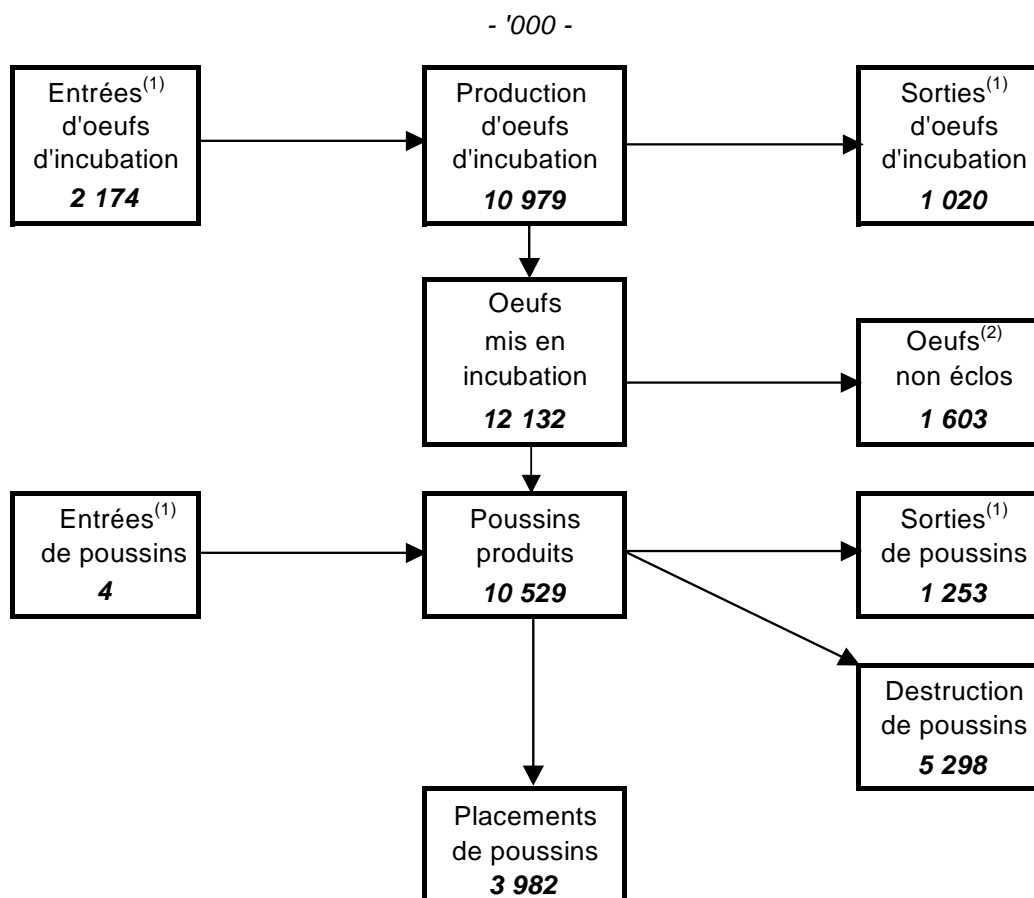 - '000 -
Entrées(1)
d'oeufs
d'incubation
2 174
Production
d'oeufs
d'incubation
10 979
Sorties(1)
d'oeufs
d'incubation
1 020
Oeufs
mis en
incubation
12 132
Oeufs(2)
non éclos
1 603
Entrées(1)
de poussins
4
Poussins
produits
10 529
Sorties(1)
de poussins
1 253
Destruction
de poussins
5 298
Placements
de poussins
3 982